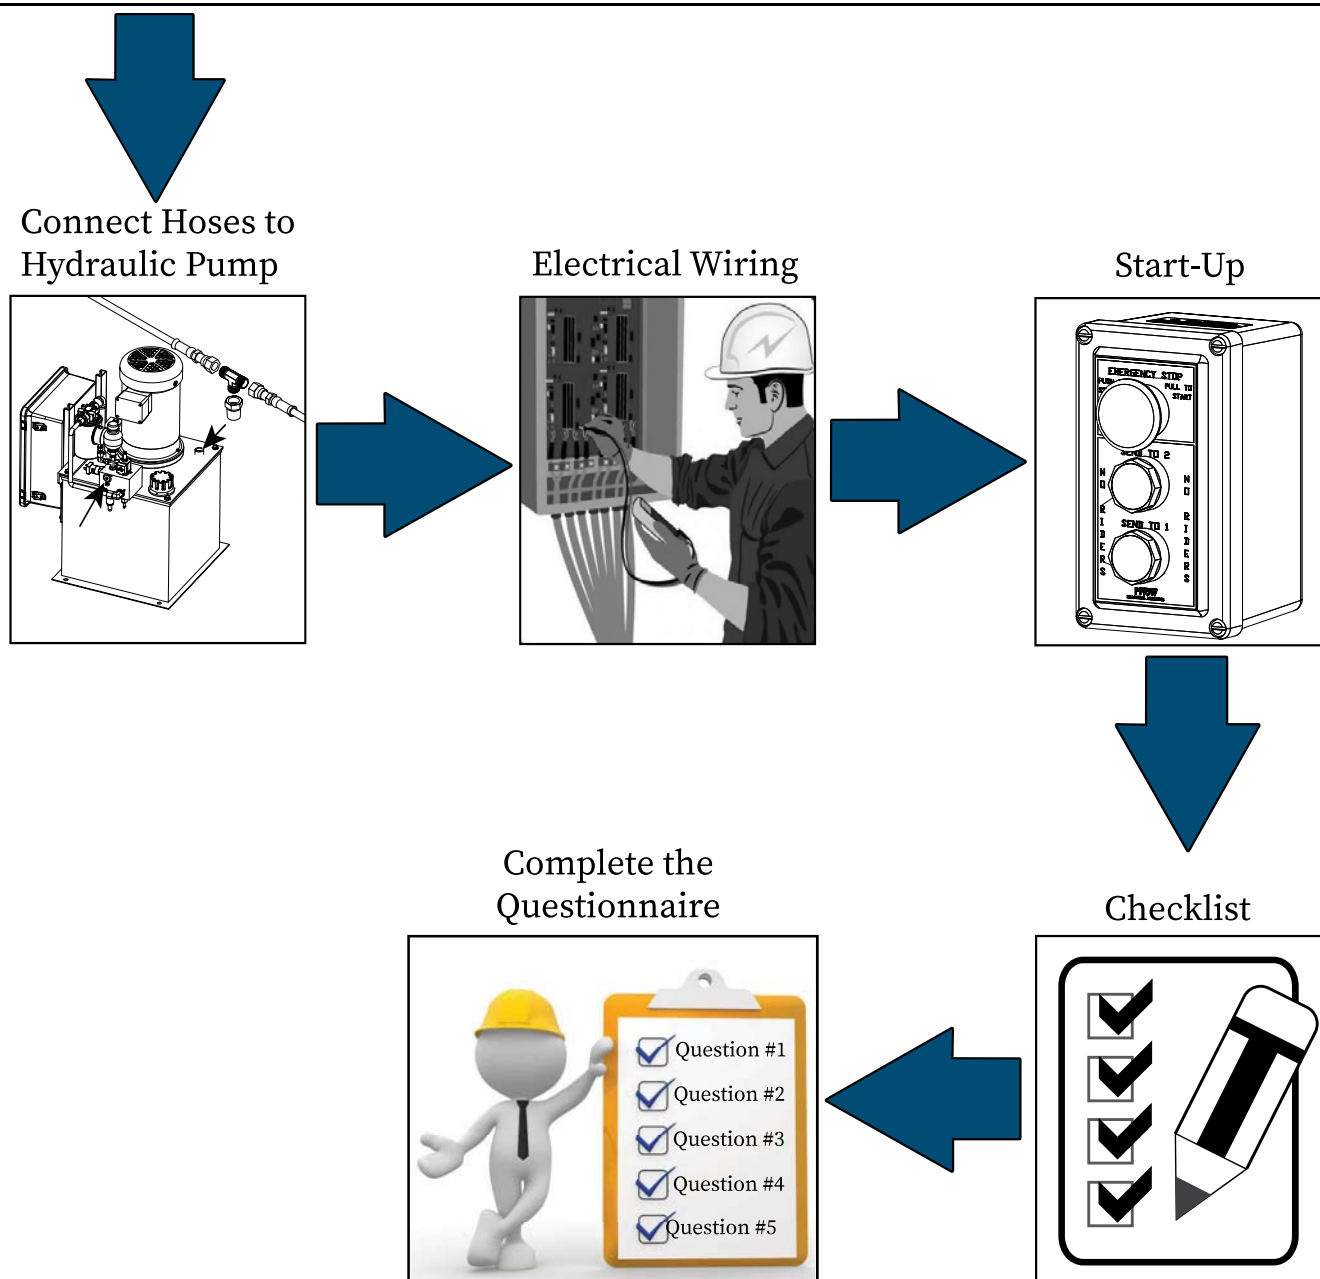 Connect Hoses to
Hydraulic Pump
Electrical Wiring
Start-Up
EMERGENCY STOP
PULL TO
START
SEND TO 2
NO RIDERS
NO RIDERS
SEND TO 1
Complete the
Questionnaire
Checklist
Question #1
Question #2
Question #3
Question #4
Question #5